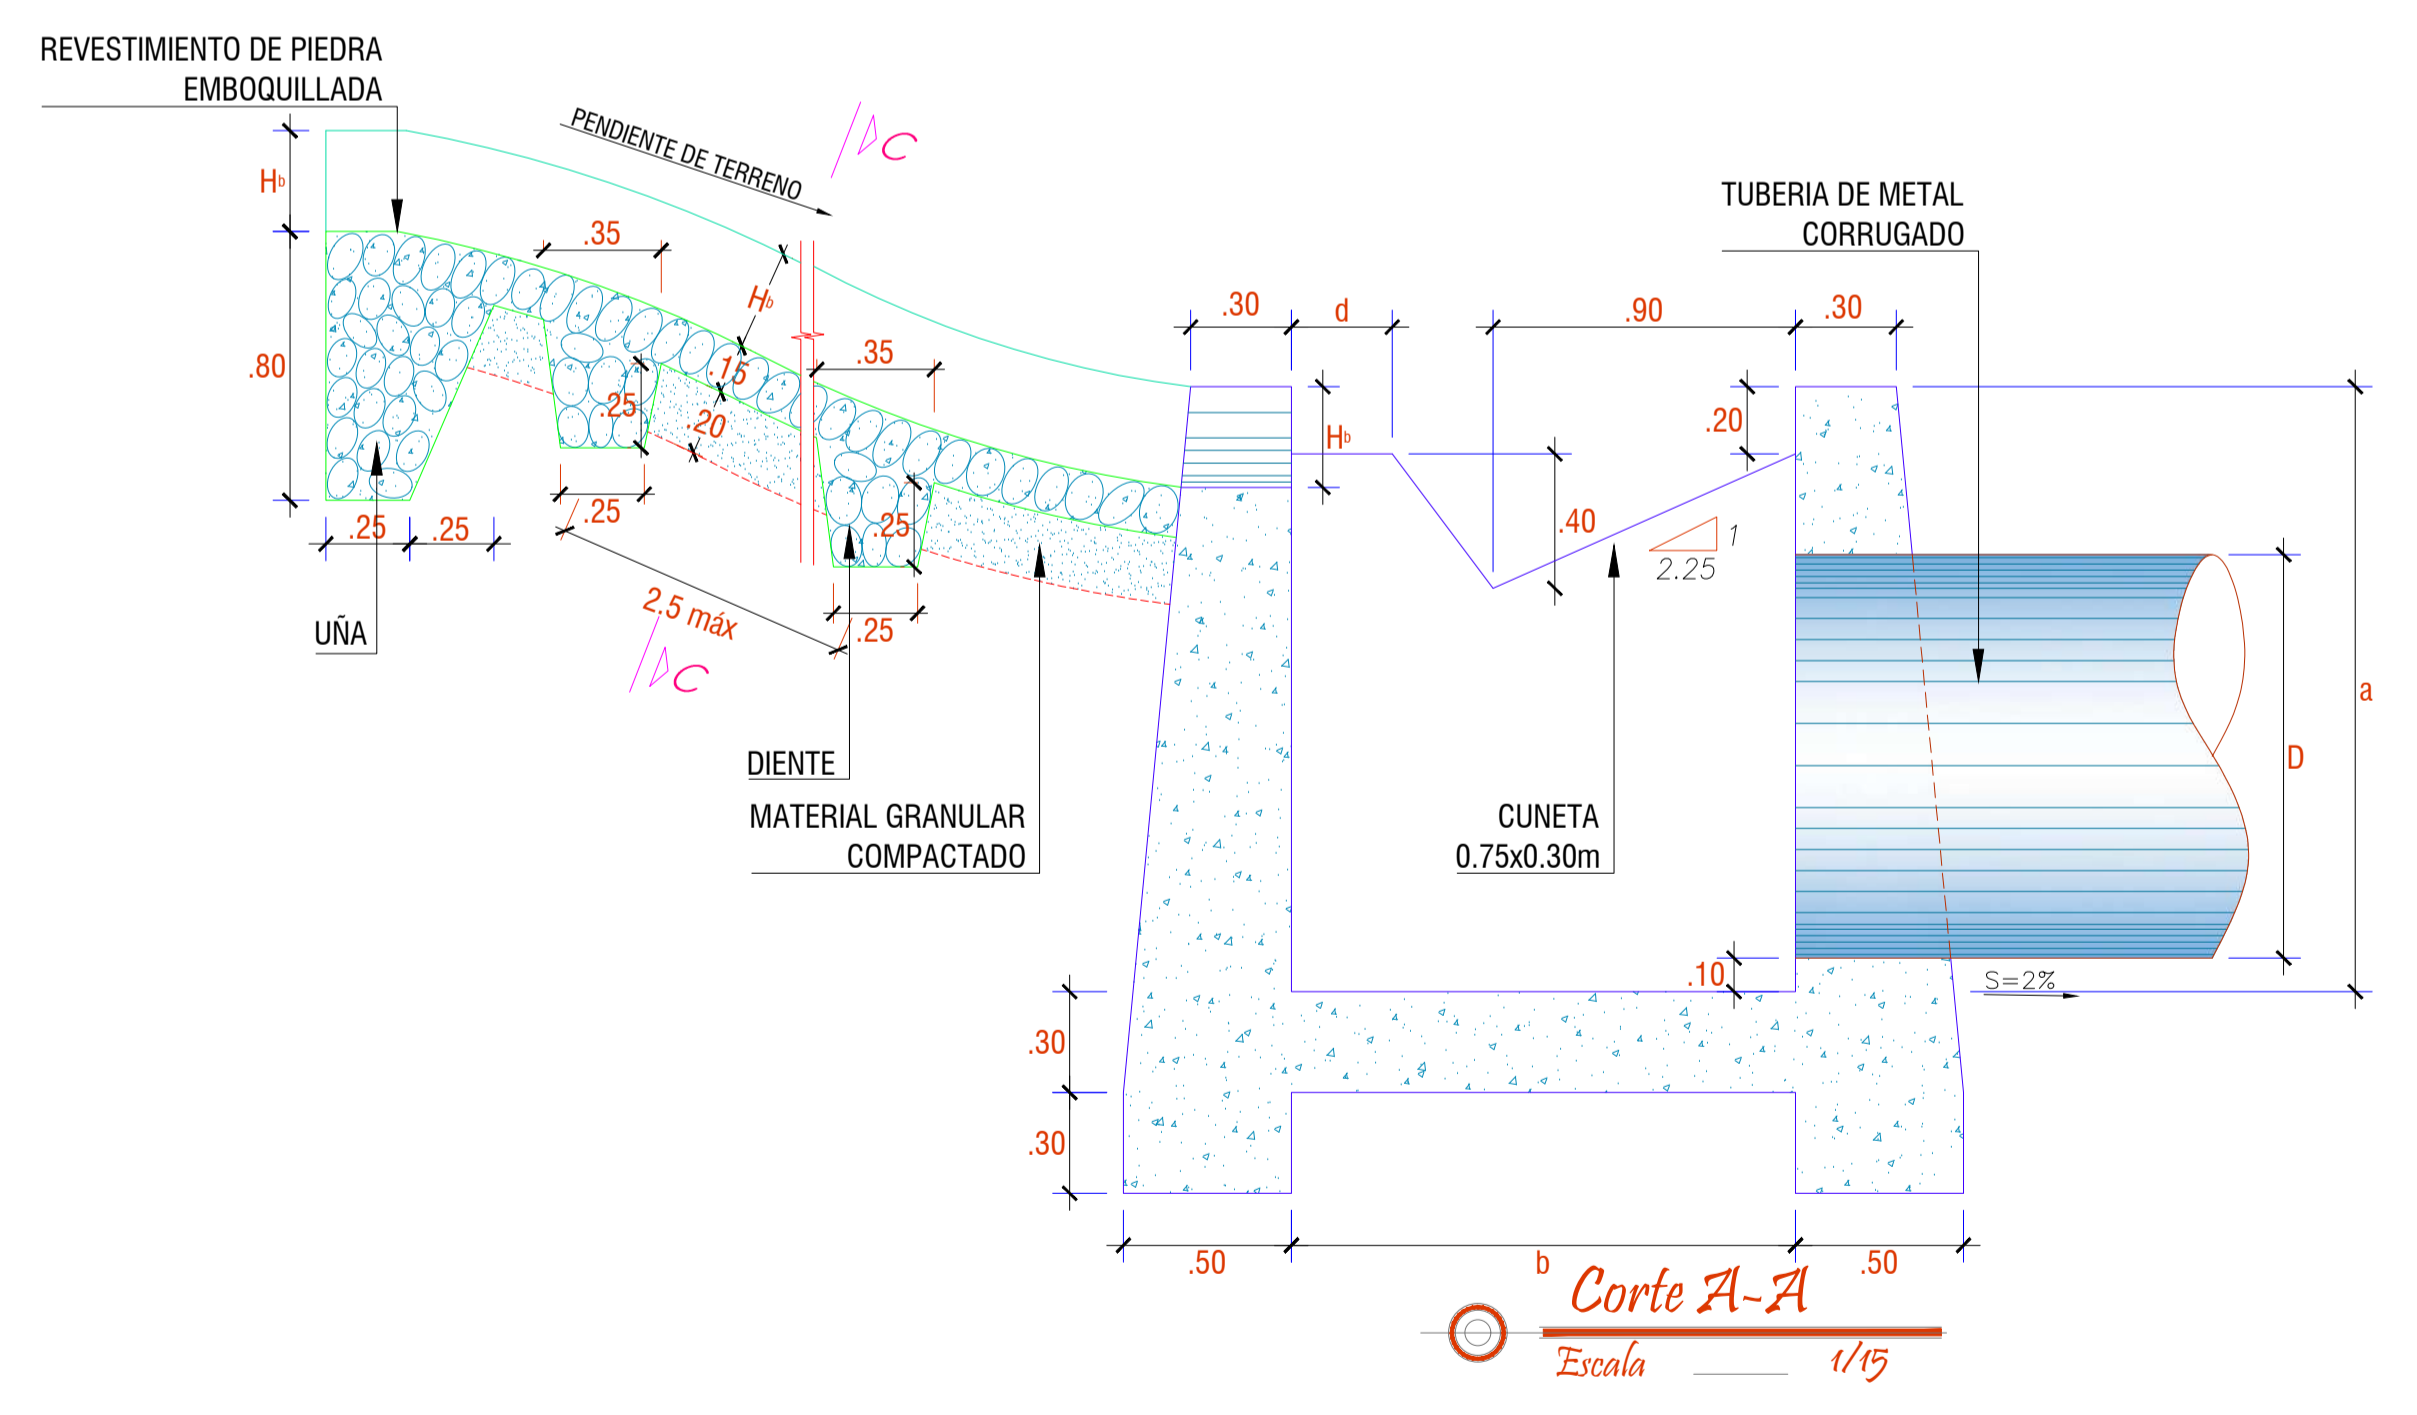 REVESTIMIENTO DE PIEDRA
EMBOQUILLADA
PENDIENTE DE TERRENO
C
Hb
.35
Hb
.80
.15
.25
.20
.35
.25
.25
.25
.25
2.5 máx
C
.25
UÑA
DIENTE
MATERIAL GRANULAR
COMPACTADO
TUBERIA DE METAL
CORRUGADO
.30
d
.90
.30
Hb
.20
.40
1
2.25
a
D
CUNETA
0.75x0.30m
.10
S=2%
.30
.30
.50
b
.50
Corte A-A
Escala
1/15